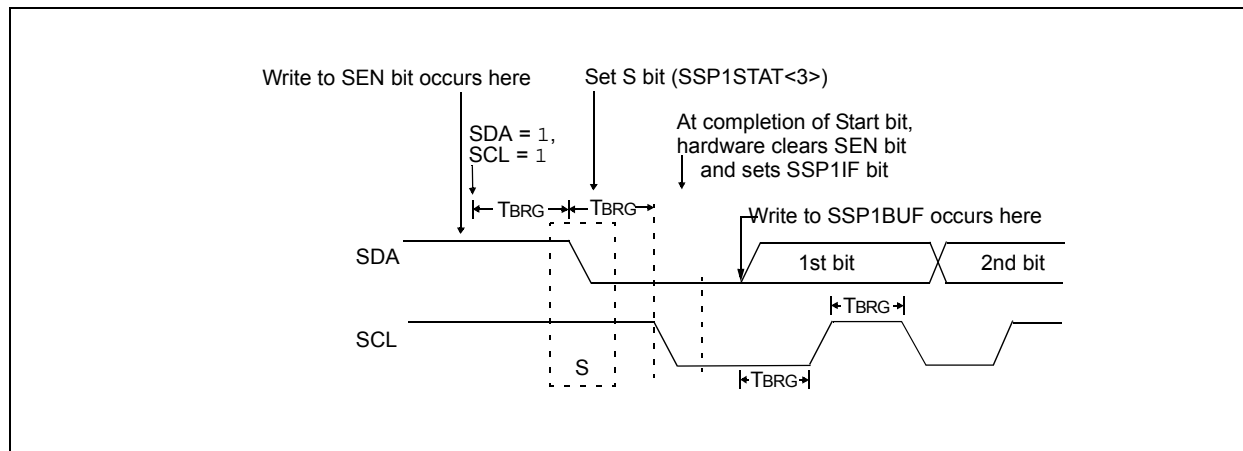 Write to SEN bit occurs here
Set S bit (SSP1STAT<3>)
SDA = 1,
SCL = 1
At completion of Start bit,
hardware clears SEN bit
and sets SSP1IF bit
TBRG
TBRG
Write to SSP1BUF occurs here
SDA
1st bit
2nd bit
TBRG
SCL
S
TBRG